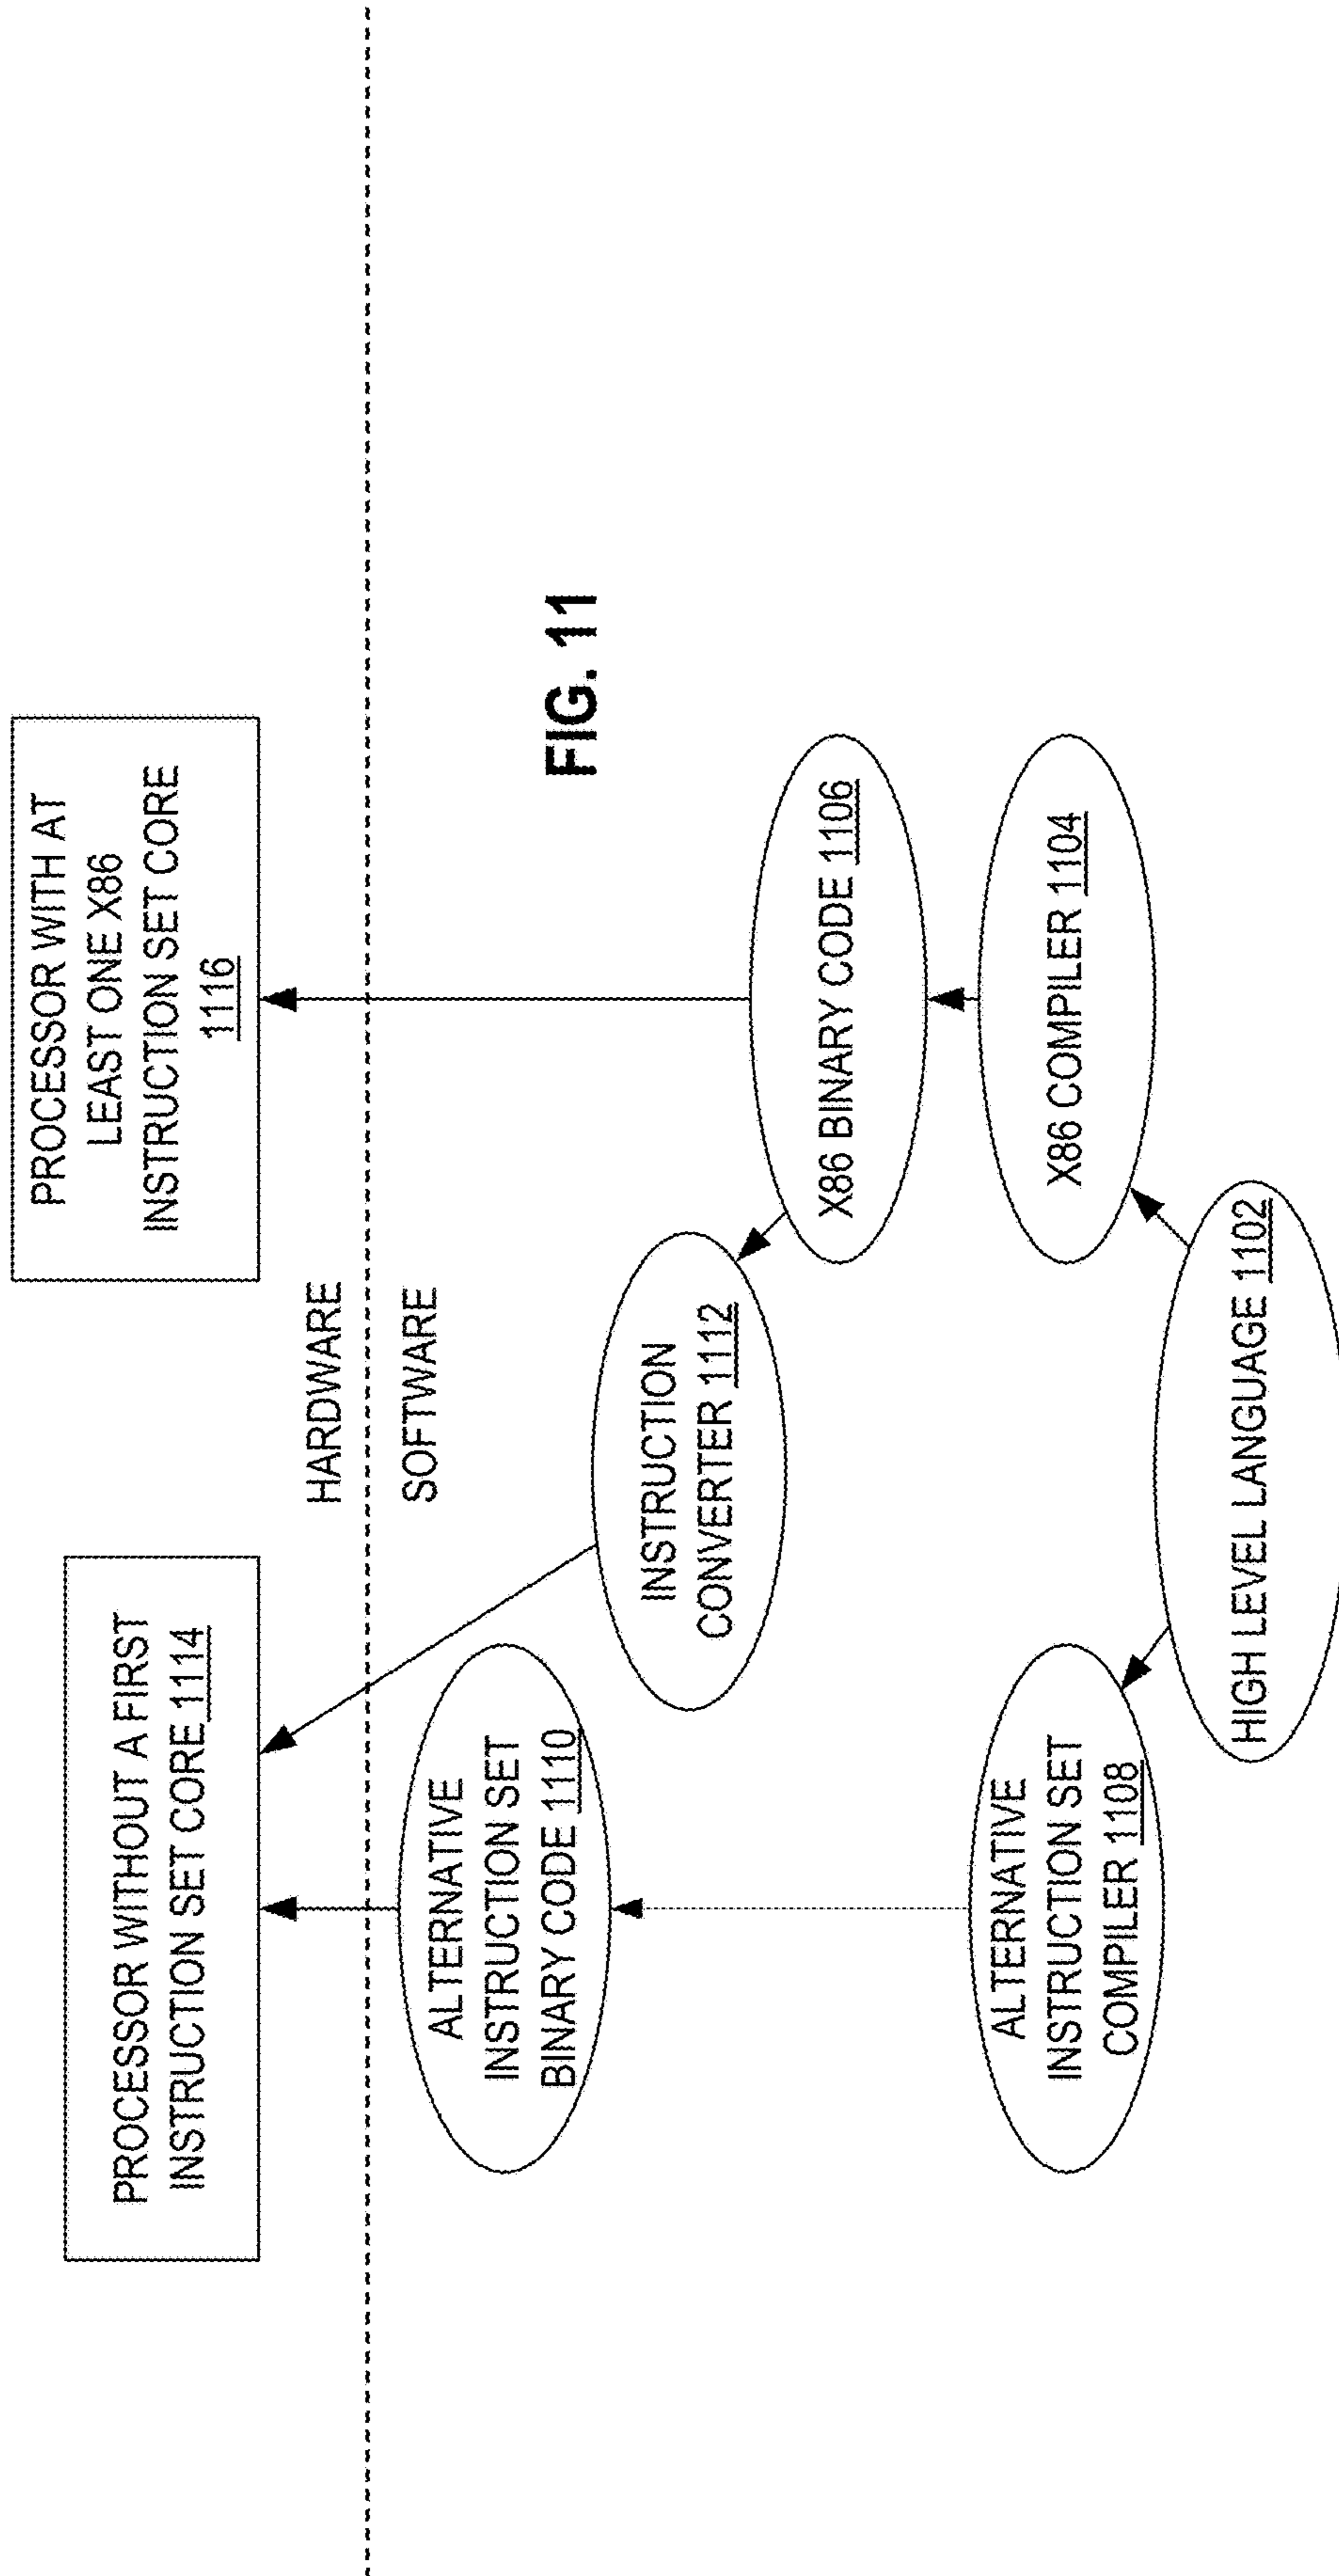 PROCESSOR WITHOUT A FIRST
INSTRUCTION SET CORE 1114
PROCESSOR WITH AT
LEAST ONE X86
INSTRUCTION SET CORE
1116
HARDWARE
SOFTWARE
ALTERNATIVE
INSTRUCTION SET
BINARY CODE 1110
INSTRUCTION
CONVERTER 1112
FIG. 11
X86 BINARY CODE 1106
ALTERNATIVE
INSTRUCTION SET
COMPILER 1108
X86 COMPILER 1104
HIGH LEVEL LANGUAGE 1102